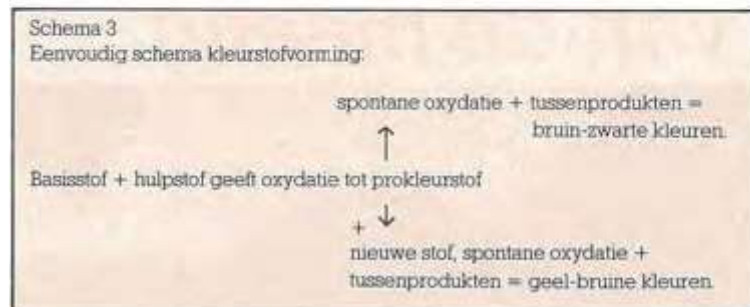 Schema 3
Eenvoudig schema kleurstofvorming:
spontane oxydatie + tussenprodukten =
bruin-zwarte kleuren.
↑
Basisstof + hulpstof geeft oxydatie tot prokleurstof
+ ↓
nieuwe stof, spontane oxydatie +
tussenprodukten = geel-bruine kleuren.